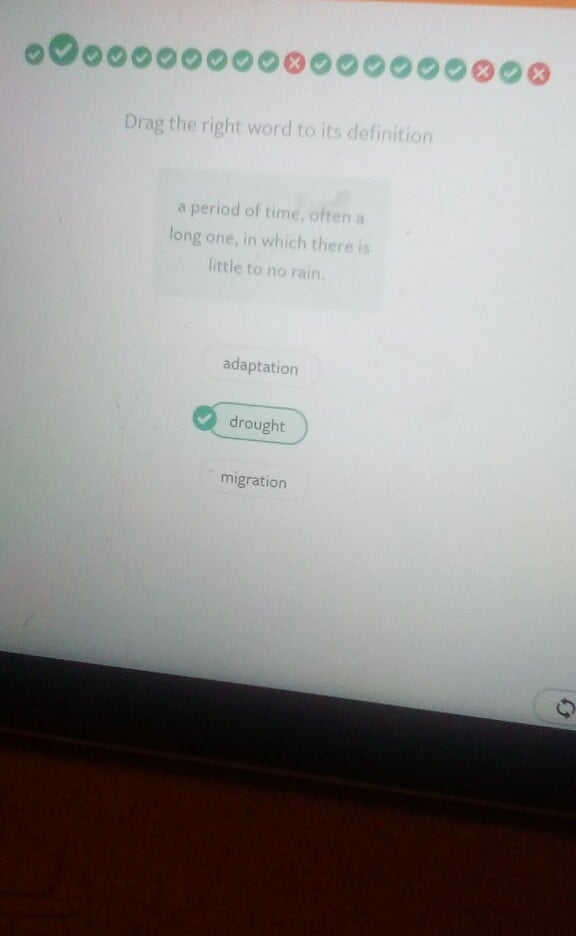 Drag the right word to its definition
a period of time, often a
long one, in which there is
little to no rain.
adaptation
drought
migration